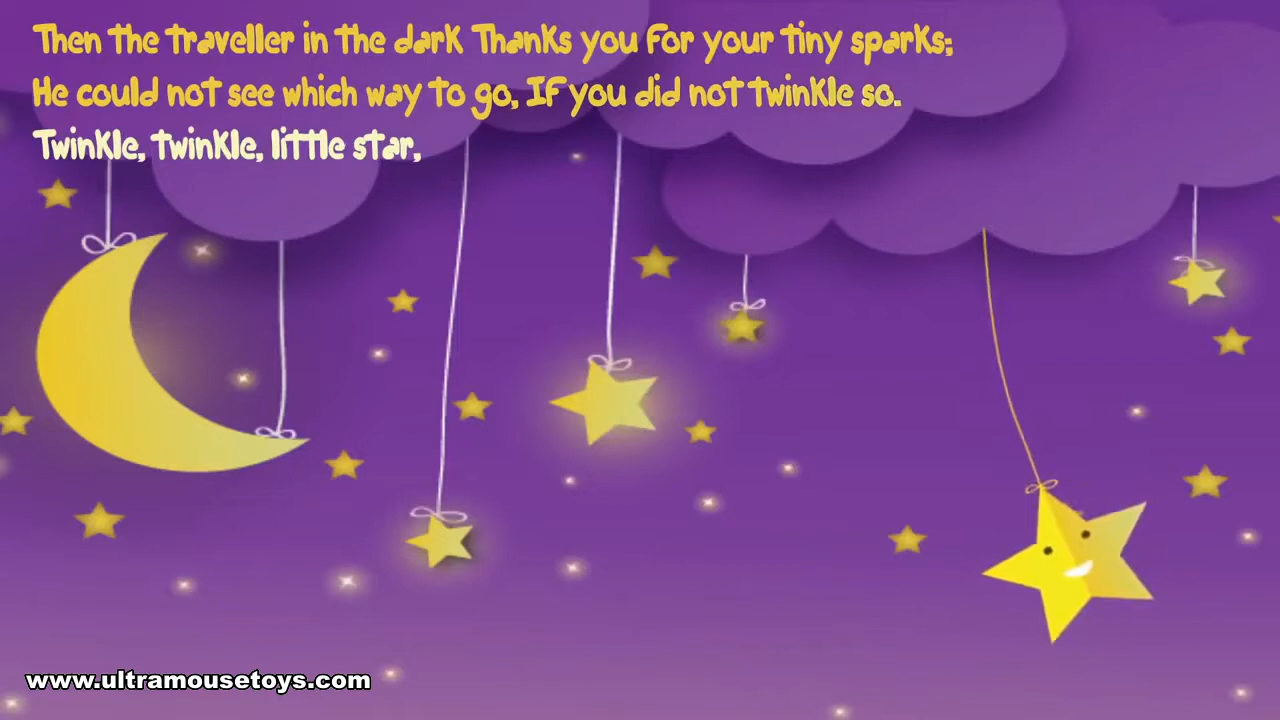 Then the traveller in the dark Thanks you for your tiny sparks;
He could not see which way to go, If you did not twinkle so.
Twinkle, twinkle, little star,
www.ultramousetoys.com